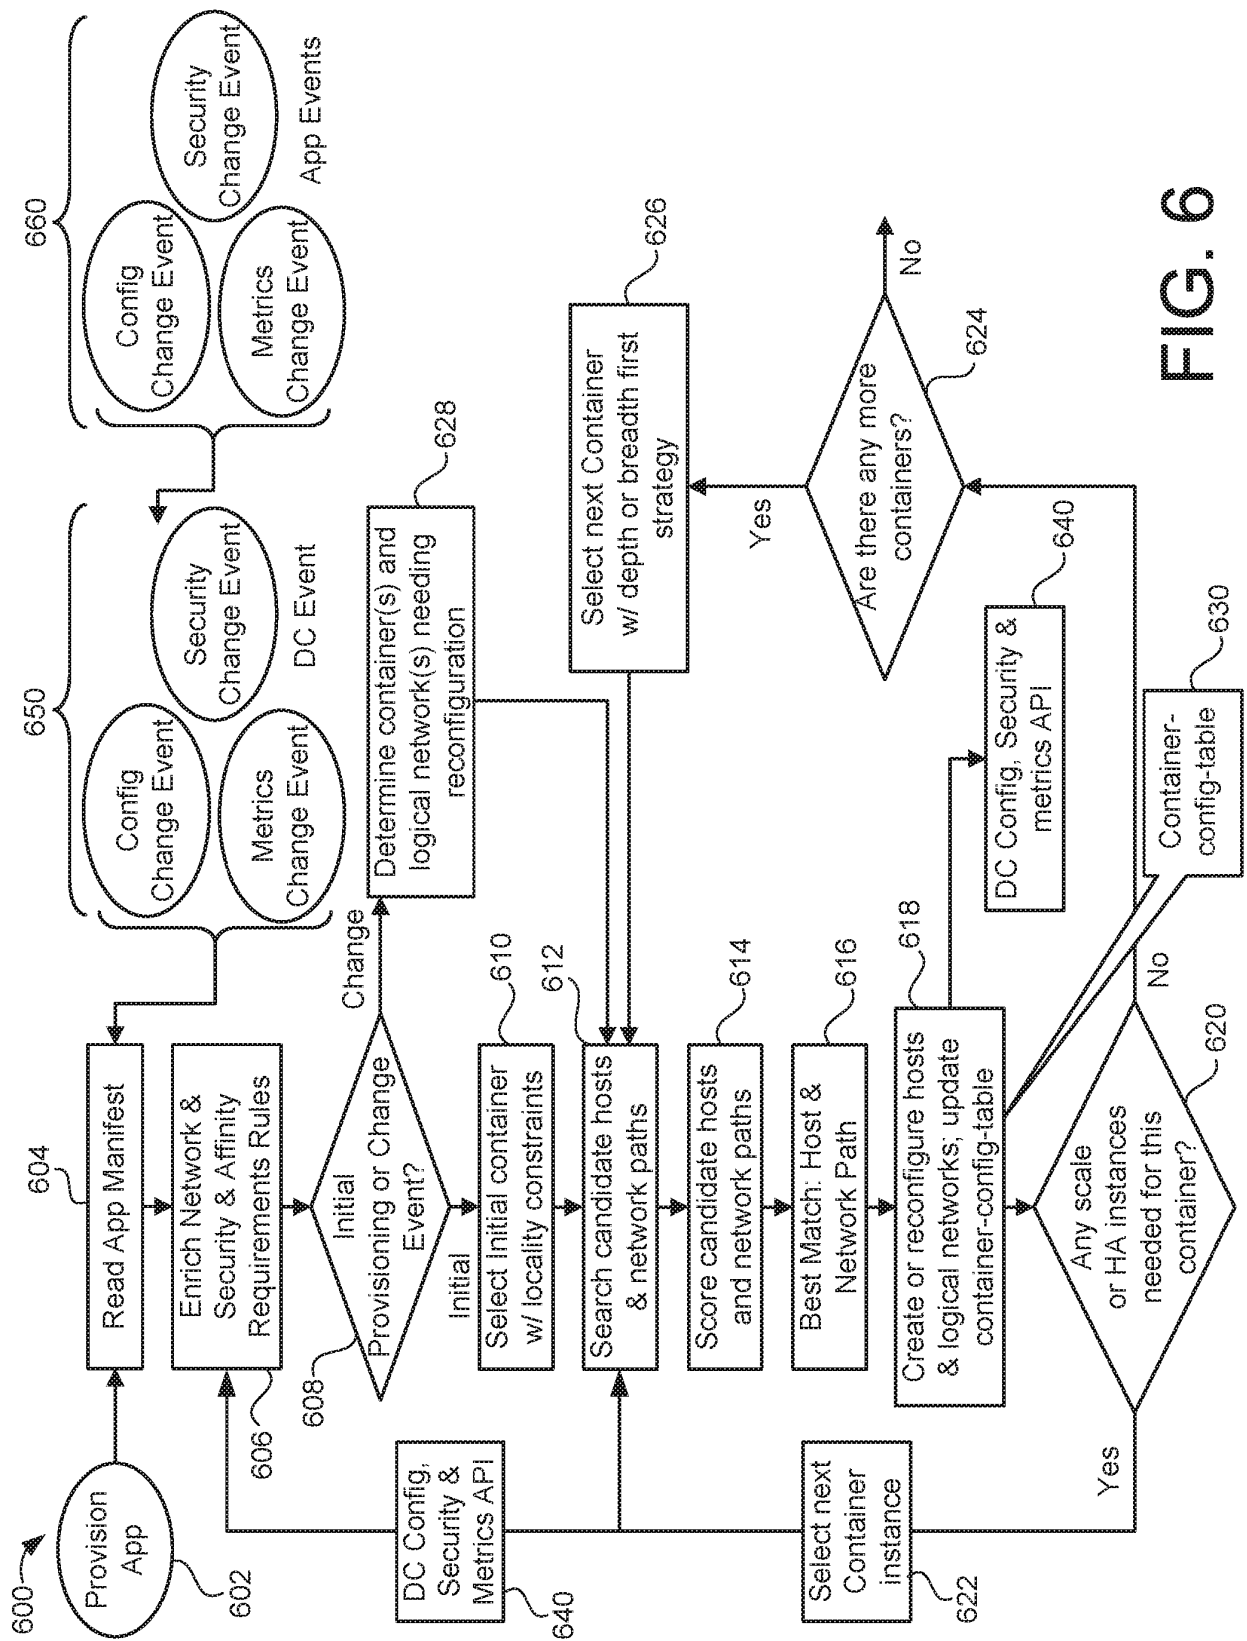 600
Provision
App
602
604
Read App Manifest
Enrich Network &
Security & Affinity
Requirements Rules
606
Initial
Provisioning or Change
Event?
608
Initial
Change
Select Initial container
w/ locality constraints
610
Search candidate hosts
& network paths
612
Score candidate hosts
and network paths
614
Best Match: Host &
Network Path
616
Create or reconfigure hosts
& logical networks; update
container-config-table
618
Any scale
or HA instances
needed for this
container?
620
Yes
No
DC Config,
Security &
Metrics API
640
Select next
Container
instance
622
650
Config
Change Event
Metrics
Change Event
Security
Change Event
DC Event
660
Config
Change Event
Metrics
Change Event
Security
Change Event
App Events
Determine container(s) and
logical network(s) needing
reconfiguration
628
Select next Container
w/ depth or breadth first
strategy
626
Yes
Are there any more
containers?
624
No
DC Config, Security &
metrics API
640
Container-
config-table
630
FIG. 6